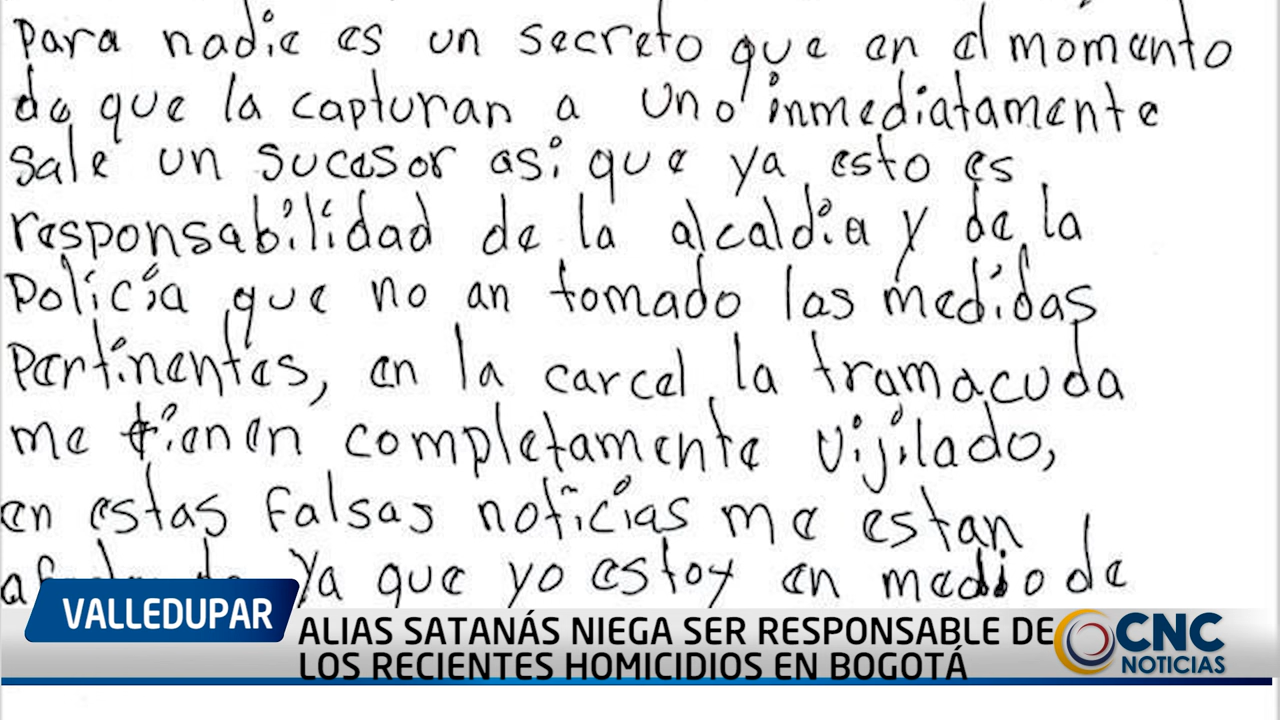 Para nadie es un secreto que en el momento
de que la capturan a uno inmediatamente
sale un sucesor asi que ya esto es
responsabilidad de la alcaldia y de la
Policía que no an tomado las medidas
Pertinentes, en la carcel la tramacuda
me tienen completamente vijilado,
en estas falsas noticias me estan
ya que yo estoy en medio de
VALLEDUPAR
ALIAS SATANÁS NIEGA SER RESPONSABLE DE
LOS RECIENTES HOMICIDIOS EN BOGOTÁ
CNC
NOTICIAS